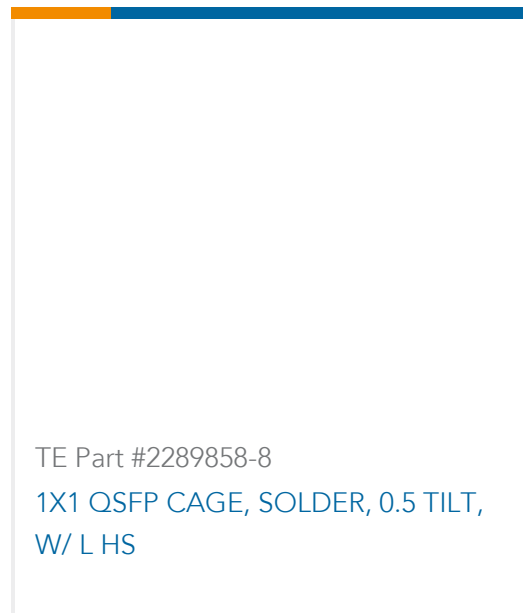 TE Part #2289858-8
1X1 QSFP CAGE, SOLDER, 0.5 TILT,
W/ L HS